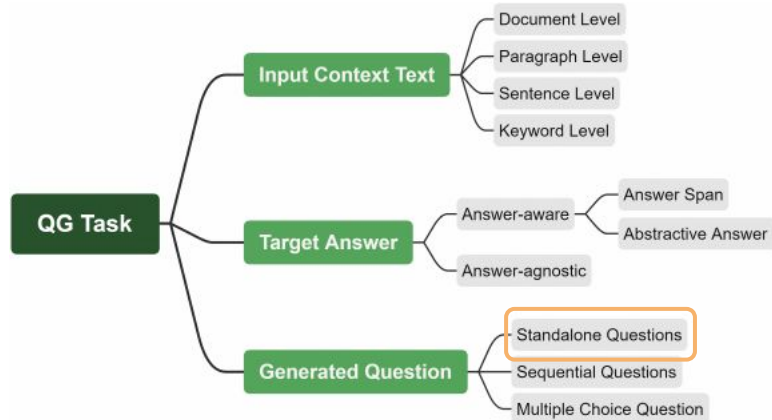 Document Level
Paragraph Level
Input Context Text
Sentence Level
Keyword Level
QG Task
Answer Span
Answer-aware
Abstractive Answer
Target Answer
Answer-agnostic
Standalone Questions
Generated Question
Sequential Questions
Multiple Choice Question